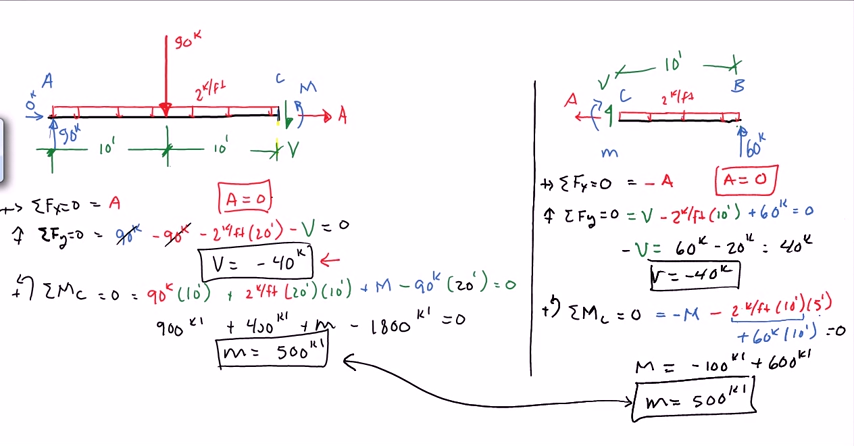 90ᴷ
A
2ᴷ/ft
C
M
0ᴷ
A
90ᴷ
10'
10'
V
→+ ΣFx=0 = A
A=0
↑ ΣFy=0 = 90ᴷ - 90ᴷ - 2ᴷ/ft(20') - V = 0
V = -40ᴷ ←
+↰ ΣMc = 0 = 90ᴷ(10') + 2ᴷ/ft(20')(10') + M - 90ᴷ(20') = 0
900ᴷ' + 400ᴷ' + m - 1800ᴷ' = 0
m = 500ᴷ'
10'
V
B
A
C
2ᴷ/ft
m
60ᴷ
→+ ΣFx=0 = -A
A=0
↑ ΣFy=0 = V - 2ᴷ/ft(10') + 60ᴷ = 0
-V = 60ᴷ - 20ᴷ = 40ᴷ
V = -40ᴷ
+↰ ΣMc = 0 = -M - 2ᴷ/ft(10')(5')
+60ᴷ(10') = 0
M = -100ᴷ' + 600ᴷ'
m = 500ᴷ'